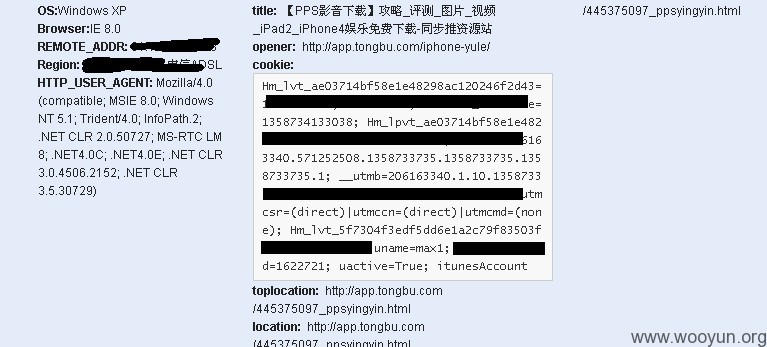 OS:Windows XP
Browser:IE 8.0
REMOTE_ADDR:
Region: 电信ADSL
HTTP_USER_AGENT: Mozilla/4.0
(compatible; MSIE 8.0; Windows
NT 5.1; Trident/4.0; InfoPath.2;
.NET CLR 2.0.50727; MS-RTC LM
8; .NET4.0C; .NET4.0E; .NET CLR
3.0.4506.2152; .NET CLR
3.5.30729)
title: 【PPS影音下载】攻略_评测_图片_视频
_iPad2_iPhone4娱乐免费下载-同步推资源站
opener: http://app.tongbu.com/iphone-yule/
cookie:
Hm_lvt_ae03714bf58e1e48298ac120246f2d43=
e=
1358734133038; Hm_lpvt_ae03714bf58e1e482
6163
3340.571252508.1358733735.1358733735.135
8733735.1; __utmb=206163340.1.10.1358733
utm
csr=(direct)|utmccn=(direct)|utmcmd=(non
e); Hm_lvt_5f7304f3edf5dd6e1a2c79f83503f
uname=max1;
d=1622721; uactive=True; itunesAccount
toplocation: http://app.tongbu.com
/445375097_ppsyingyin.html
location: http://app.tongbu.com
/445375097_ppsyingyin.html
/445375097_ppsyingyin.html
www.wooyun.org